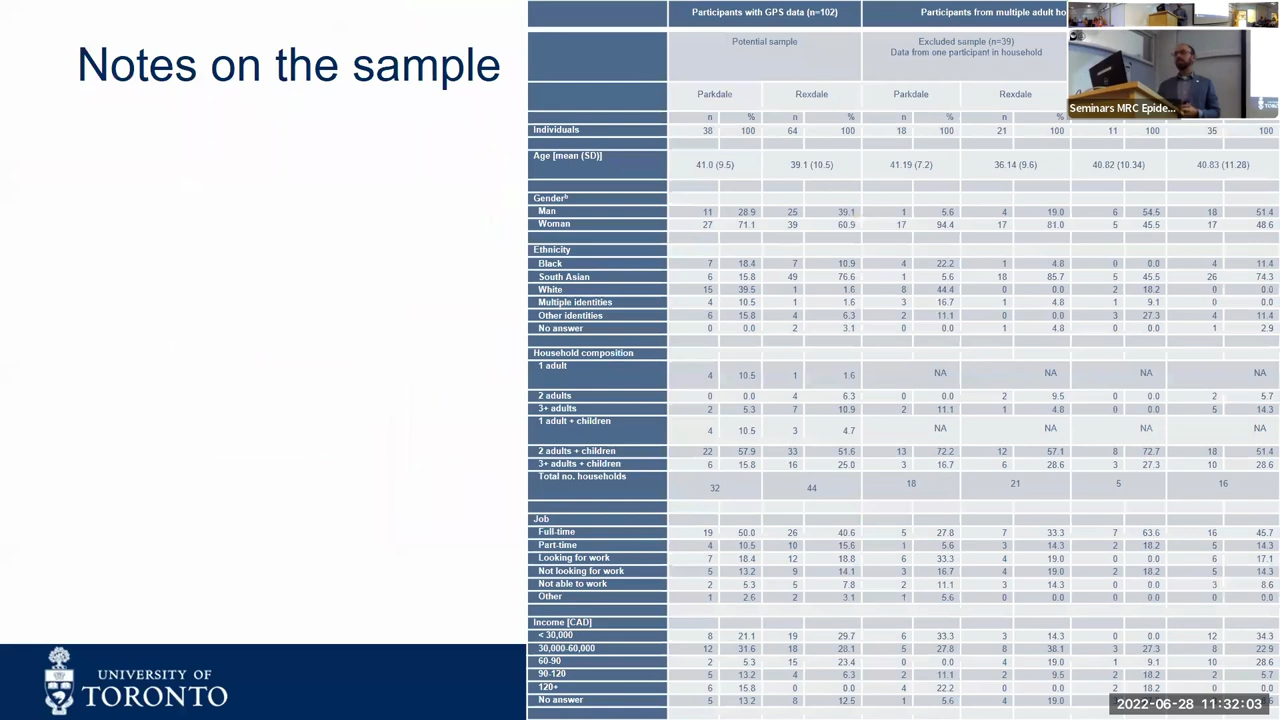 Notes on the sample
Participants with GPS data (n=102) Participants from multiple adult ho
Potential sample Excluded sample (n=39)
Data from one participant in household
Parkdale Rexdale Parkdale Rexdale
n % n % n % n %
Individuals 38 100 64 100 18 100 21 100 11 100 35 100
Age [mean (SD)] 41.0 (9.5) 39.1 (10.5) 41.19 (7.2) 36.14 (9.6) 40.82 (10.34) 40.83 (11.28)
Genderᵇ
Man 11 28.9 25 39.1 1 5.6 4 19.0 6 54.5 18 51.4
Woman 27 71.1 39 60.9 17 94.4 17 81.0 5 45.5 17 48.6
Ethnicity
Black 7 18.4 7 10.9 4 22.2 1 4.8 0 0.0 4 11.4
South Asian 6 15.8 49 76.6 1 5.6 18 85.7 5 45.5 26 74.3
White 15 39.5 1 1.6 8 44.4 0 0.0 2 18.2 0 0.0
Multiple identities 4 10.5 1 1.6 3 16.7 1 4.8 1 9.1 0 0.0
Other identities 6 15.8 4 6.3 2 11.1 0 0.0 3 27.3 4 11.4
No answer 0 0.0 2 3.1 0 0.0 1 4.8 0 0.0 1 2.9
Household composition
1 adult 4 10.5 1 1.6 NA NA NA NA
2 adults 0 0.0 4 6.3 0 0.0 2 9.5 0 0.0 2 5.7
3+ adults 2 5.3 7 10.9 2 11.1 1 4.8 0 0.0 5 14.3
1 adult + children 4 10.5 3 4.7 NA NA NA NA
2 adults + children 22 57.9 33 51.6 13 72.2 12 57.1 8 72.7 18 51.4
3+ adults + children 6 15.8 16 25.0 3 16.7 6 28.6 3 27.3 10 28.6
Total no. households 32 44 18 21 5 16
Job
Full-time 19 50.0 26 40.6 5 27.8 7 33.3 7 63.6 16 45.7
Part-time 4 10.5 10 15.6 1 5.6 3 14.3 2 18.2 5 14.3
Looking for work 7 18.4 12 18.8 6 33.3 4 19.0 0 0.0 6 17.1
Not looking for work 5 13.2 9 14.1 3 16.7 4 19.0 2 18.2 5 14.3
Not able to work 2 5.3 5 7.8 2 11.1 3 14.3 0 0.0 3 8.6
Other 1 2.6 2 3.1 1 5.6 0 0.0 0 0.0 0 0.0
Income [CAD]
< 30,000 8 21.1 19 29.7 6 33.3 3 14.3 0 0.0 12 34.3
30,000-60,000 12 31.6 18 28.1 5 27.8 8 38.1 3 27.3 8 22.9
60-90 2 5.3 15 23.4 0 0.0 4 19.0 1 9.1 10 28.6
90-120 5 13.2 4 6.3 2 11.1 2 9.5 2 18.2 2 5.7
120+ 6 15.8 0 0.0 4 22.2 0 0.0 2 18.2 0 0.0
No answer 5 13.2 8 12.5 1 5.6 4 19.0
Seminars MRC Epide...
UNIVERSITY OF
TORONTO
2022-06-28 11:32:03